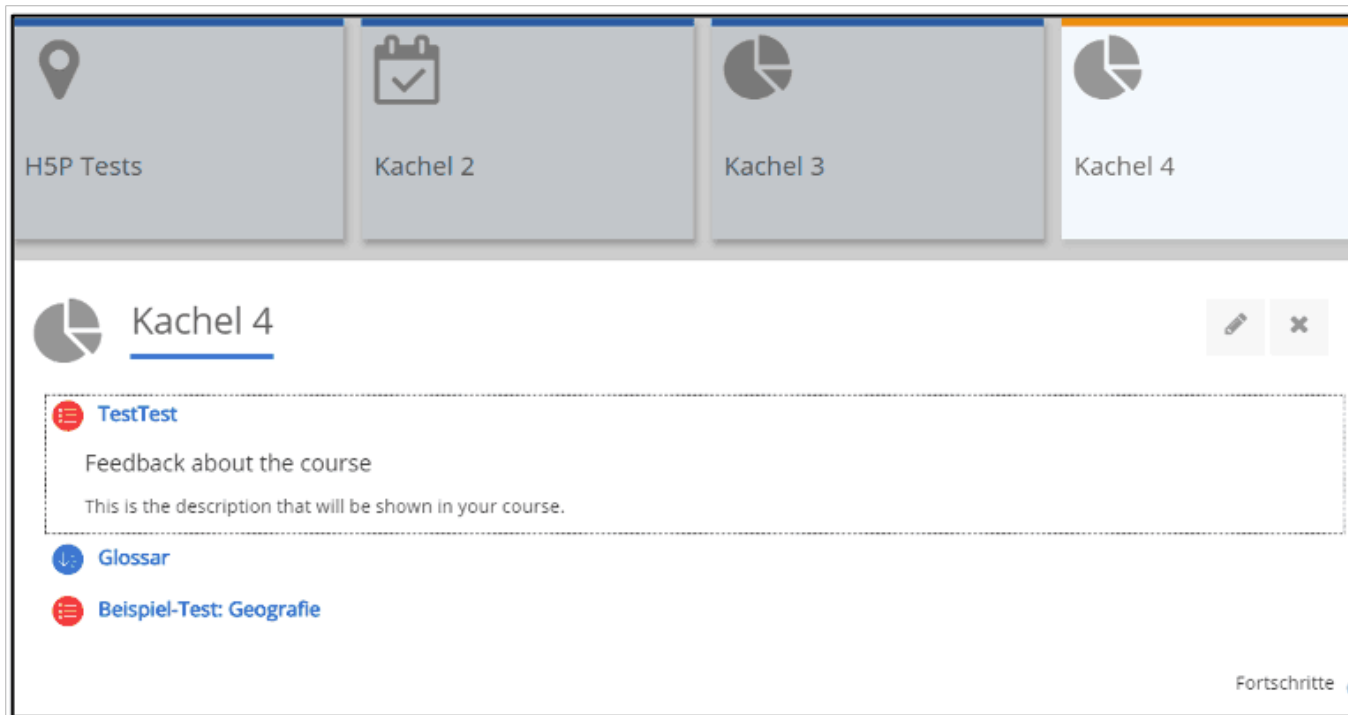 H5P Tests
Kachel 2
Kachel 3
Kachel 4
Kachel 4
TestTest
Feedback about the course
This is the description that will be shown in your course.
Glossar
Beispiel-Test: Geografie
Fortschritte